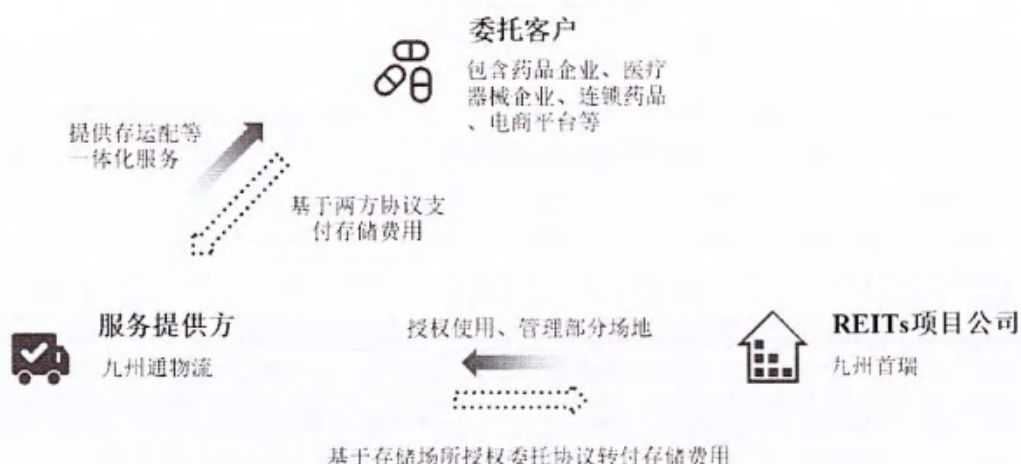 委托客户
包含药品企业、医疗
器械企业、连锁药品
、电商平台等
提供存运配等
一体化服务
基于两方协议支
付存储费用
服务提供方
九州通物流
授权使用、管理部分场地
REITs项目公司
九州首瑞
基于存储场所授权委托协议转付存储费用